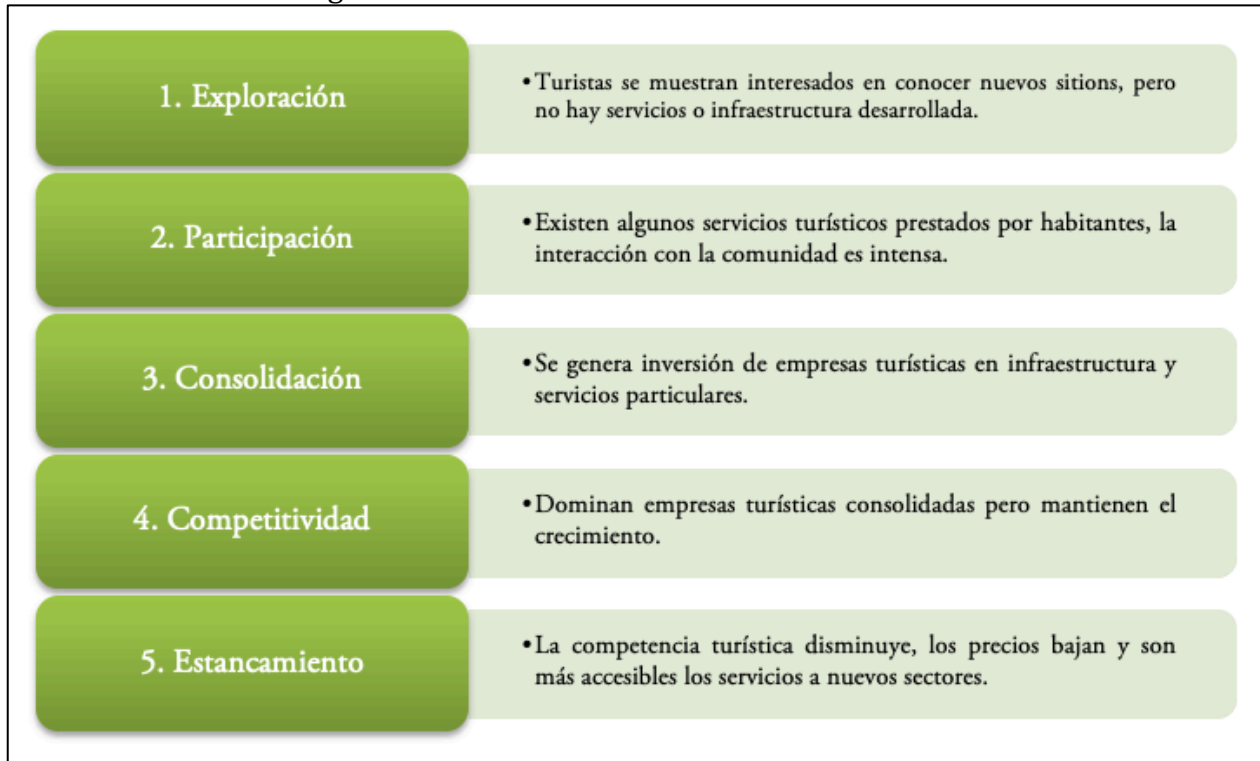 1. Exploración
•Turistas se muestran interesados en conocer nuevos sitions, pero
no hay servicios o infraestructura desarrollada.
2. Participación
•Existen algunos servicios turísticos prestados por habitantes, la
interacción con la comunidad es intensa.
3. Consolidación
•Se genera inversión de empresas turísticas en infraestructura y
servicios particulares.
4. Competitividad
•Dominan empresas turísticas consolidadas pero mantienen el
crecimiento.
5. Estancamiento
•La competencia turística disminuye, los precios bajan y son
más accesibles los servicios a nuevos sectores.